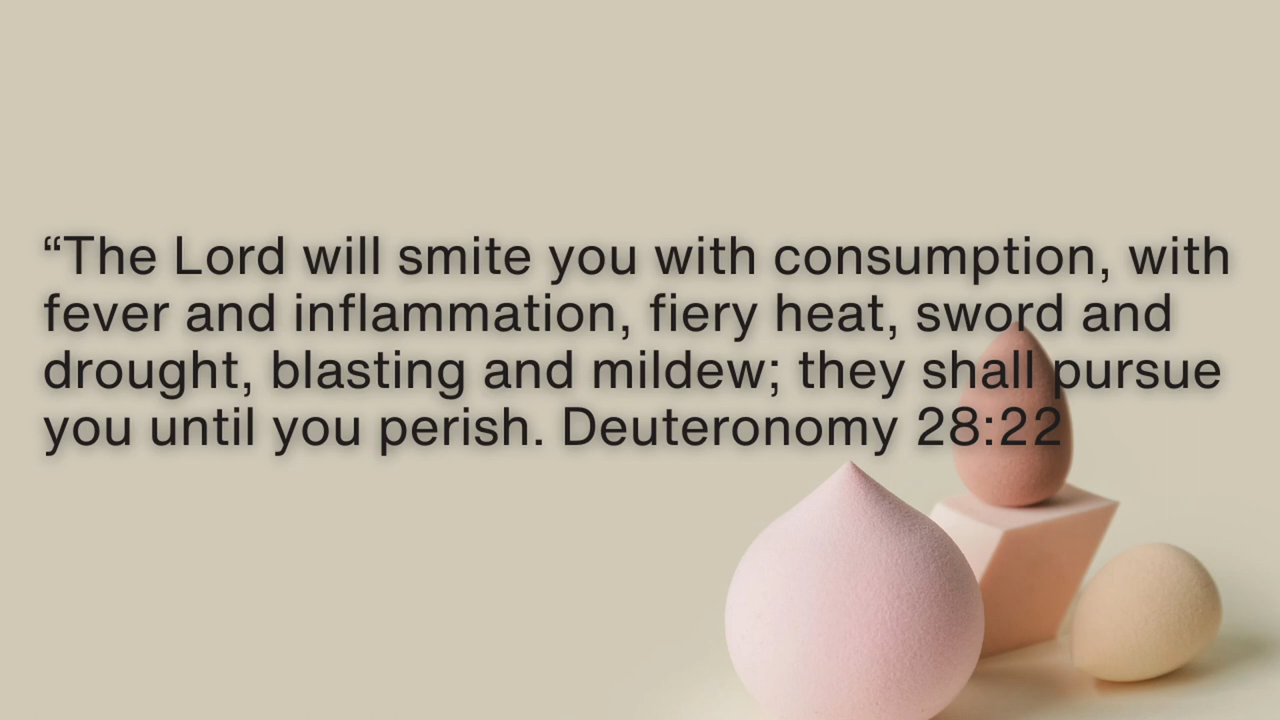 “The Lord will smite you with consumption, with
fever and inflammation, fiery heat, sword and
drought, blasting and mildew; they shall pursue
you until you perish. Deuteronomy 28:22